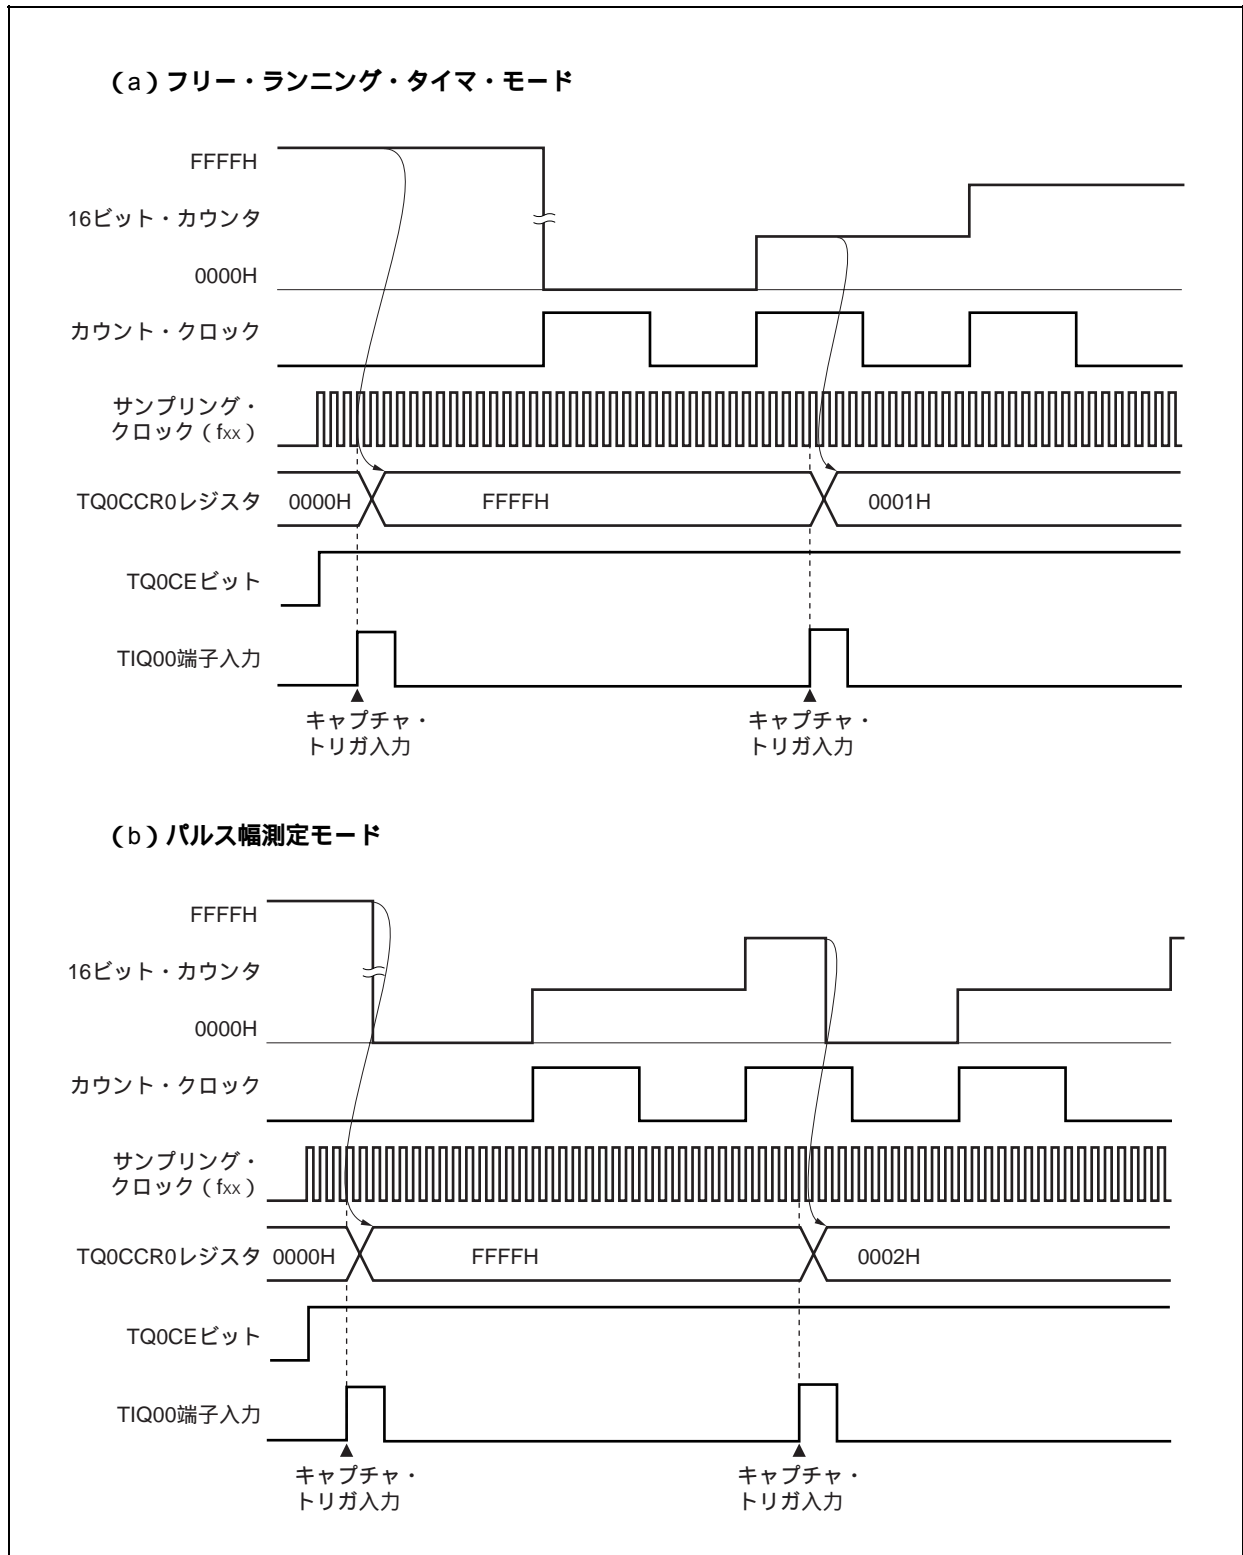 (a)フリー・ランニング・タイマ・モード
FFFFH
16ビット・カウンタ
0000H
カウント・クロック
サンプリング・
クロック(fxx)
TQ0CCR0レジスタ
0000H
FFFFH
0001H
TQ0CEビット
TIQ00端子入力
キャプチャ・
トリガ入力
キャプチャ・
トリガ入力
(b)パルス幅測定モード
FFFFH
16ビット・カウンタ
0000H
カウント・クロック
サンプリング・
クロック(fxx)
TQ0CCR0レジスタ
0000H
FFFFH
0002H
TQ0CEビット
TIQ00端子入力
キャプチャ・
トリガ入力
キャプチャ・
トリガ入力